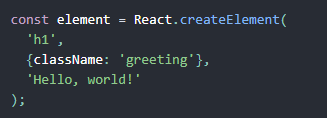 const element = React.createElement(
  'h1',
  {className: 'greeting'},
  'Hello, world!'
);